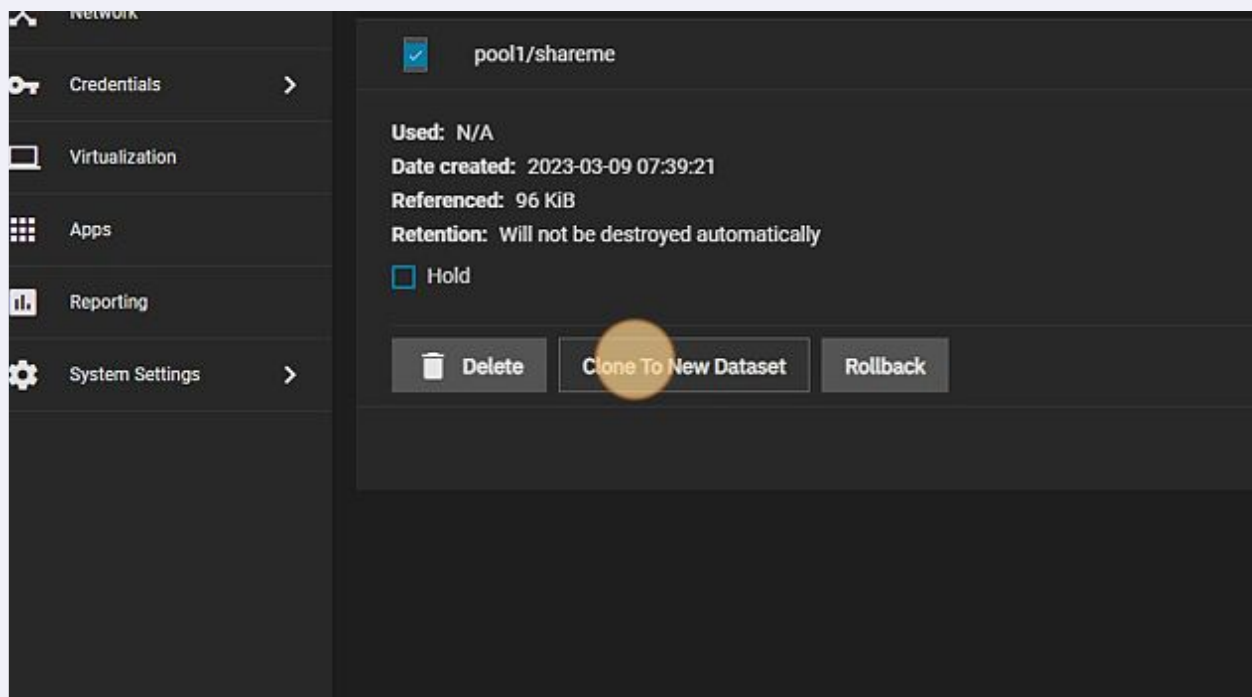 Network
Credentials
Virtualization
Apps
Reporting
System Settings
pool1/shareme
Used: N/A
Date created: 2023-03-09 07:39:21
Referenced: 96 KiB
Retention: Will not be destroyed automatically
Hold
Delete
Clone To New Dataset
Rollback